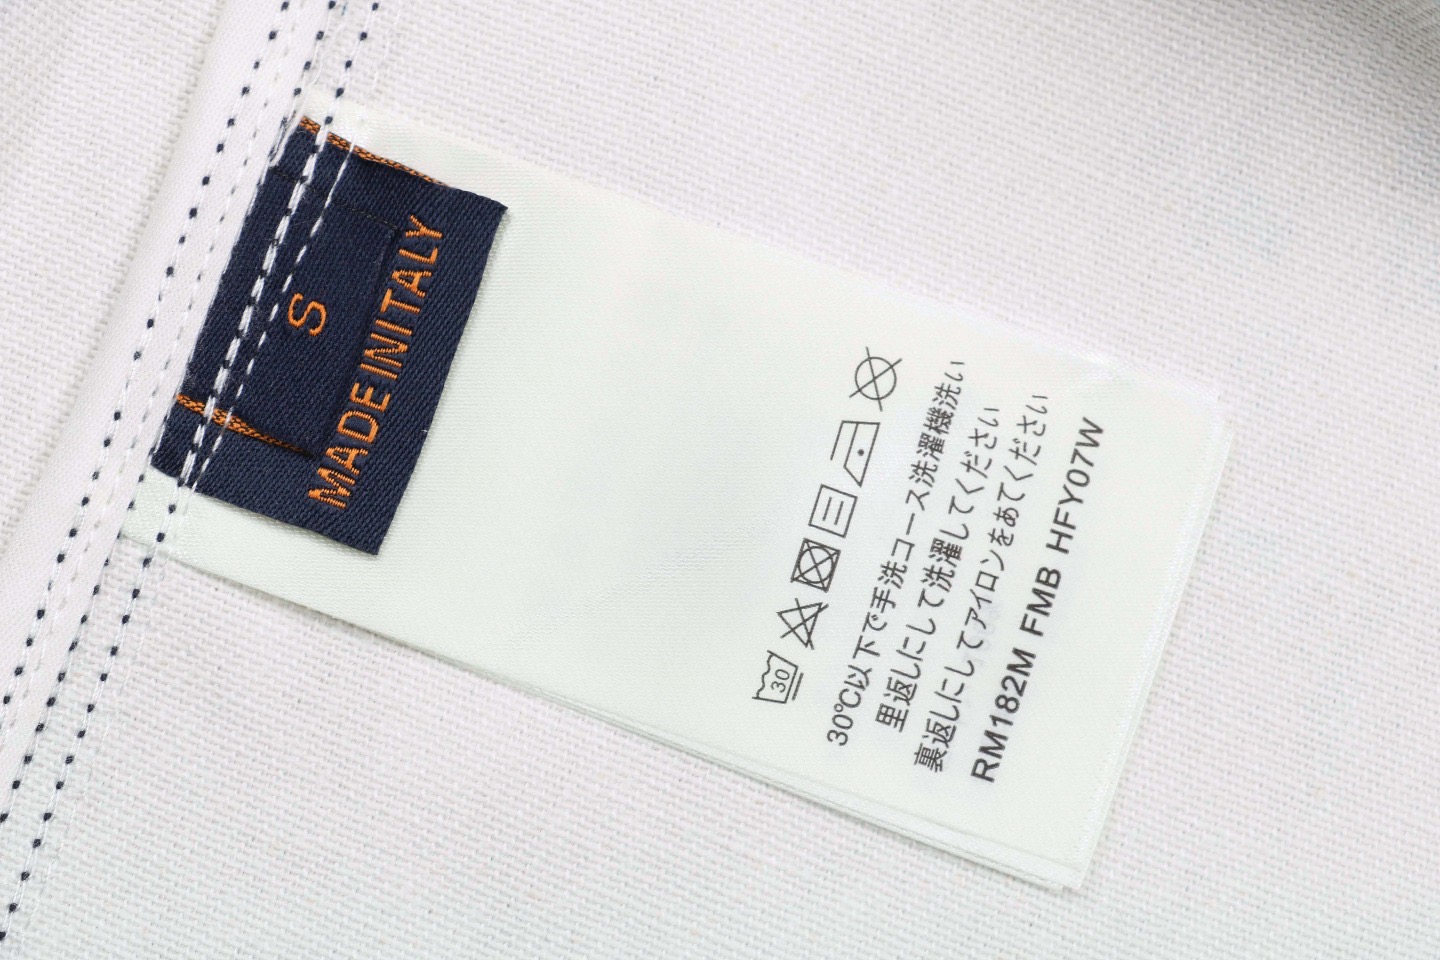 S
MADE IN ITALY
30
30℃以下で手洗コース洗濯機洗い
里返しにして洗濯してください
裏返しにしてアイロンをあてください
RM182M FMB HFY07W